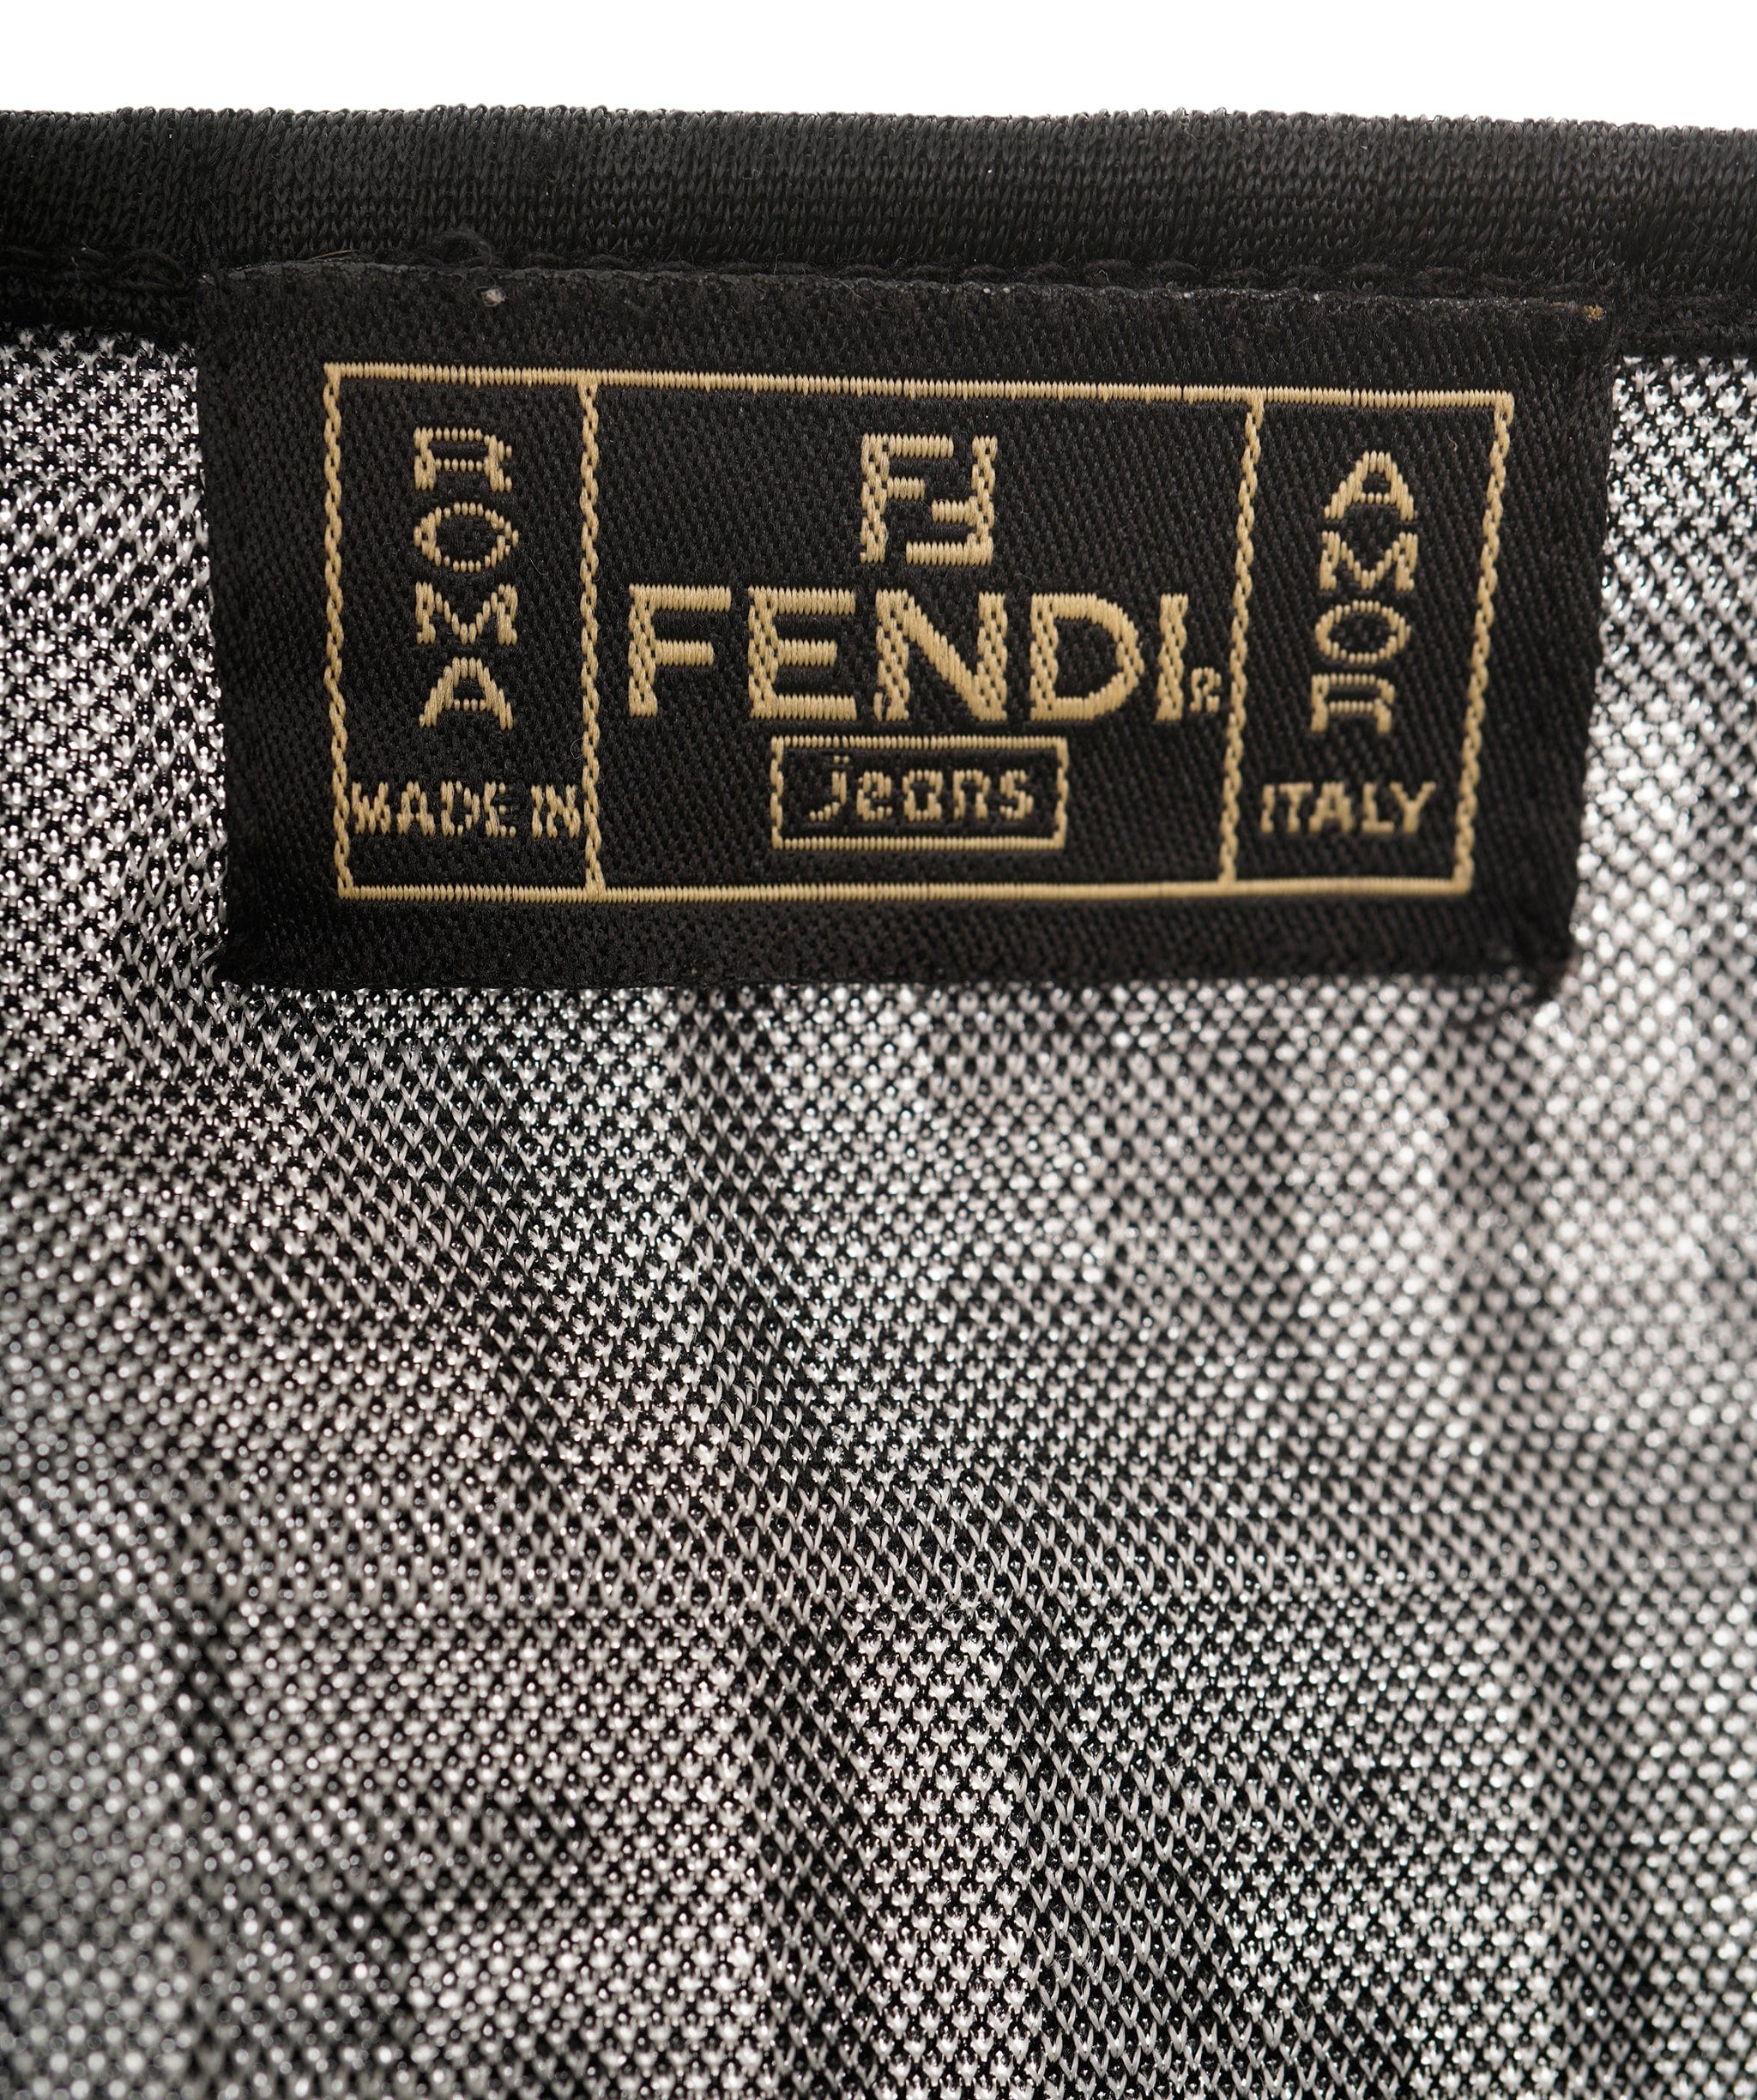 ROMA
MADE IN
FF
FENDI R
jeans
AMOR
ITALY